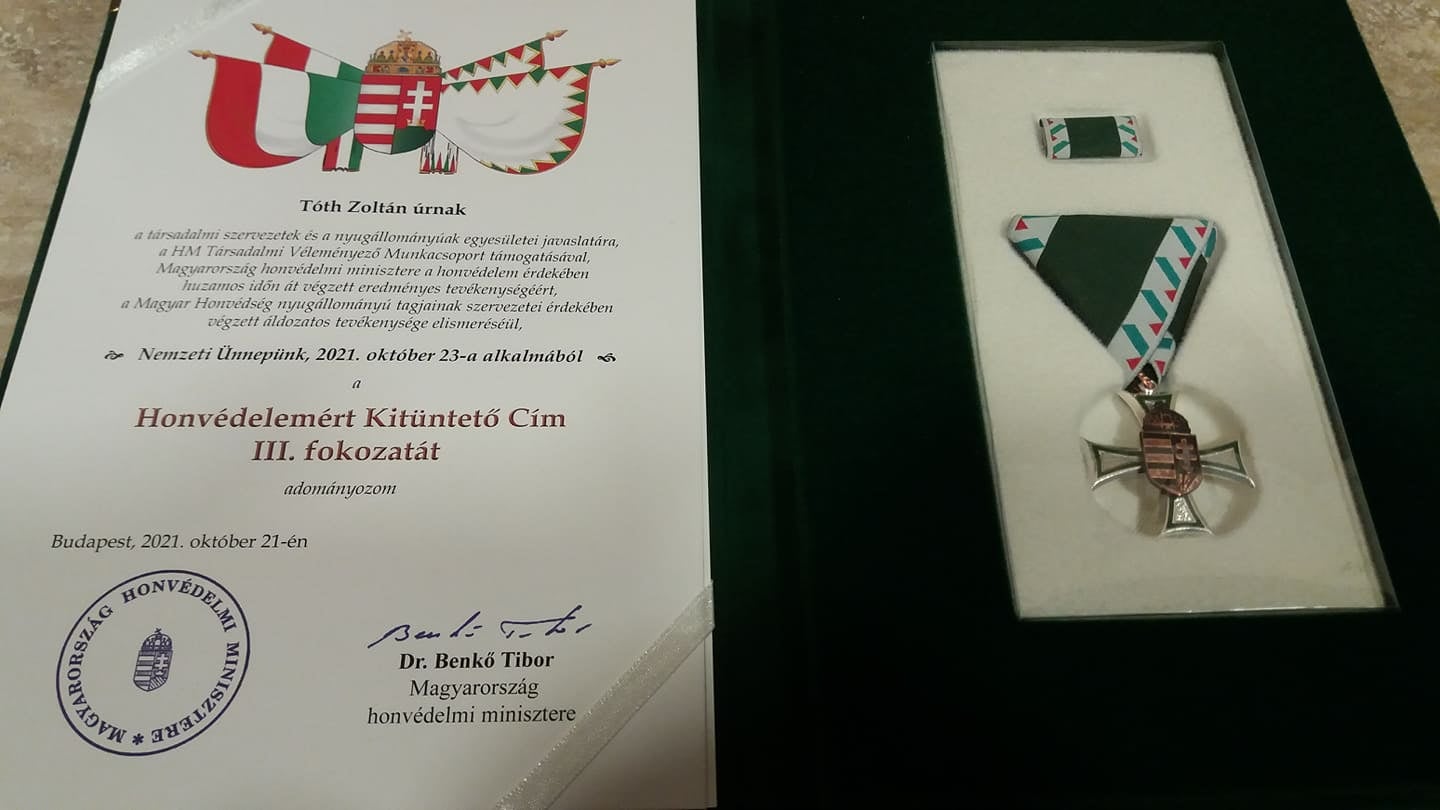 Tóth Zoltán úrnak
a társadalmi szervezetek és a nyugállományúak egyesületei javaslatára,
a HM Társadalmi Véleményező Munkacsoport támogatásával,
Magyarország honvédelmi minisztere a honvédelem érdekében
huzamos időn át végzett eredményes tevékenységéért,
a Magyar Honvédség nyugállományú tagjainak szervezetei érdekében
végzett áldozatos tevékenysége elismeréséül,
Nemzeti Ünnepünk, 2021. október 23-a alkalmából
a
Honvédelemért Kitüntető Cím
III. fokozatát
adományozom
Budapest, 2021. október 21-én
MAGYARORSZÁG HONVÉDELMI MINISZTERE *
Benkő Tibor
Dr. Benkő Tibor
Magyarország
honvédelmi minisztere